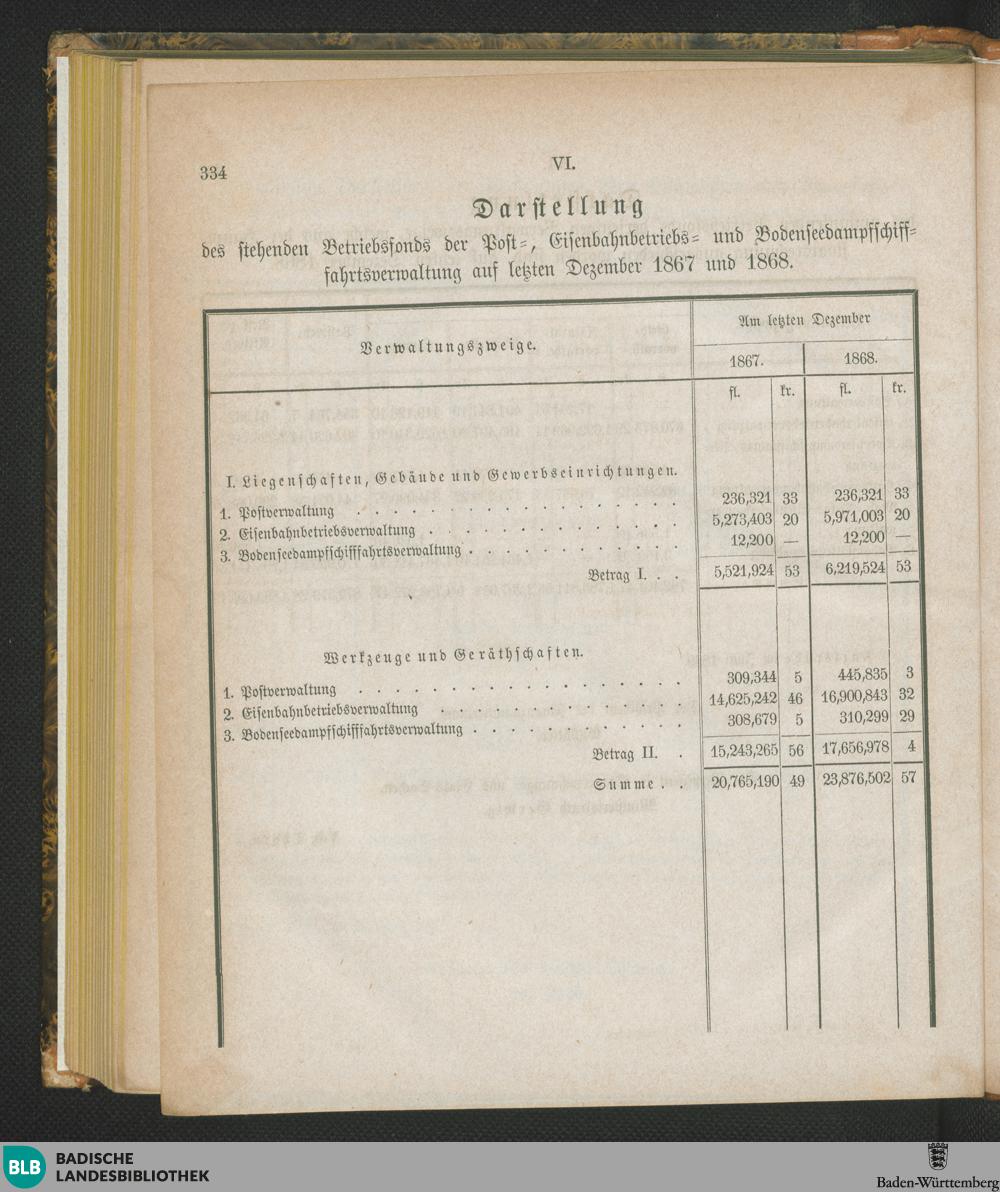 334
VI.
Darstellung
des stehenden Betriebsfonds der Post-, Eisenbahnbetriebs- und Bodenseedampfschiff-
fahrtsverwaltung auf letzten Dezember 1867 und 1868.
Verwaltungszweige.
Am letzten Dezember
1867. 1868.
fl. kr. fl. kr.
I. Liegenschaften, Gebäude und Gewerbseinrichtungen.
1. Postverwaltung . . . . . . . . . . . . . . . . 236,321 33 236,321 33
2. Eisenbahnbetriebsverwaltung . . . . . . . . . . . 5,273,403 20 5,971,003 20
3. Bodenseedampfschifffahrtsverwaltung . . . . . . . . . . 12,200 — 12,200 —
Betrag I. . . 5,521,924 53 6,219,524 53
Werkzeuge und Geräthschaften.
1. Postverwaltung . . . . . . . . . . . . . . . . 309,344 5 445,835 3
2. Eisenbahnbetriebsverwaltung . . . . . . . . . . . 14,625,242 46 16,900,843 32
3. Bodenseedampfschifffahrtsverwaltung . . . . . . . . . . 308,679 5 310,299 29
Betrag II. . 15,243,265 56 17,656,978 4
Summe . . 20,765,190 49 23,876,502 57
BLB
BADISCHE
LANDESBIBLIOTHEK
Baden-Württemberg